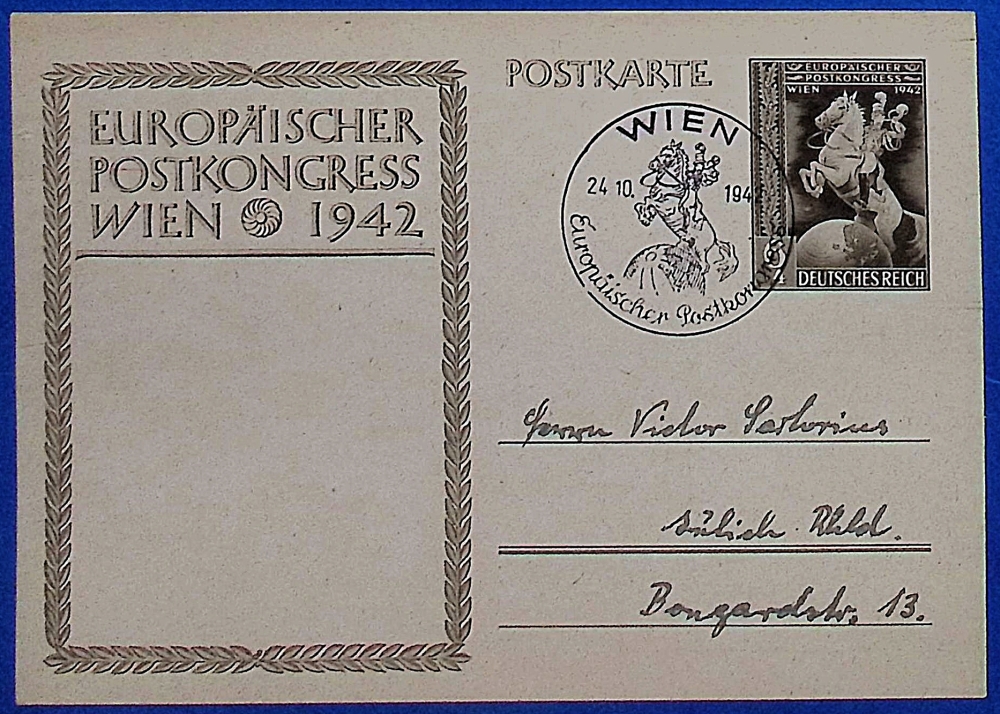 EUROPÄISCHER
POSTKONGRESS
WIEN 1942
POSTKARTE
EUROPÄISCHER
POSTKONGRESS
WIEN 1942
DEUTSCHES REICH
WIEN
24.10. 1942
Europäischer Postkongress
Herrn Victor Sartorius
Jülich Rhld.
Bongardstr. 13.